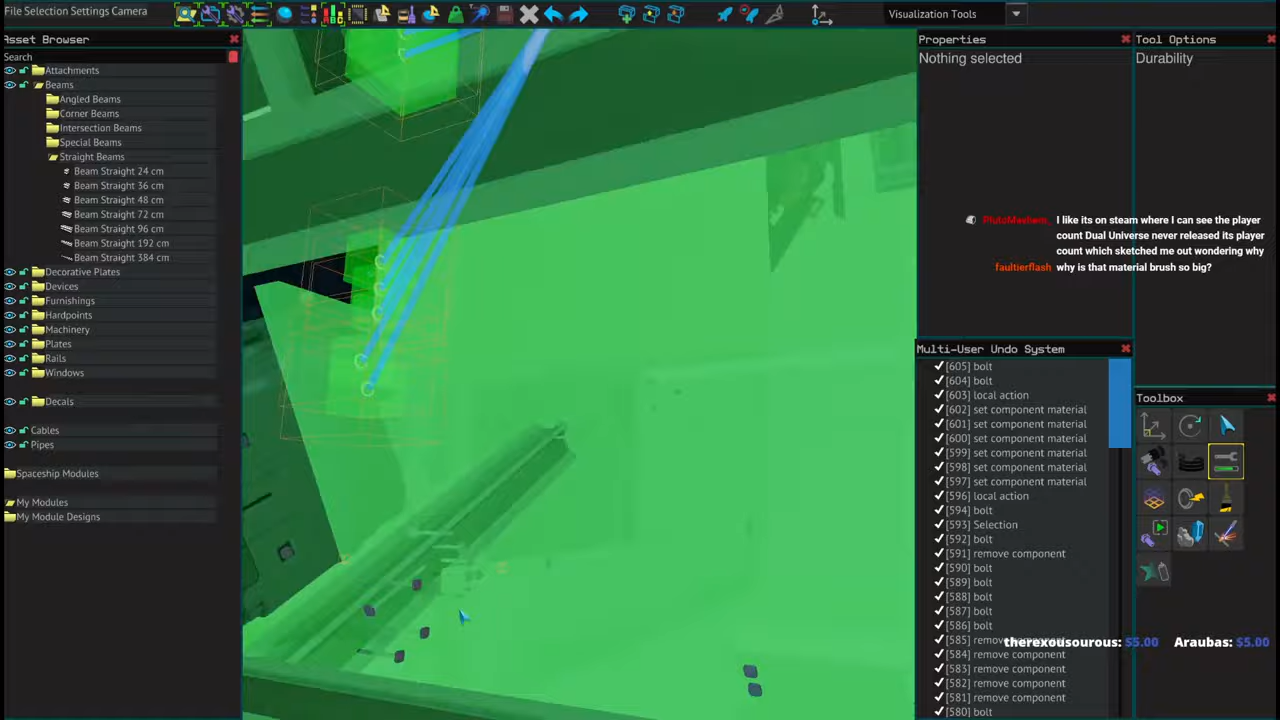 File Selection Settings Camera
Visualization Tools
Asset Browser
Search
Attachments
Beams
Angled Beams
Corner Beams
Intersection Beams
Special Beams
Straight Beams
Beam Straight 24 cm
Beam Straight 36 cm
Beam Straight 48 cm
Beam Straight 72 cm
Beam Straight 96 cm
Beam Straight 192 cm
Beam Straight 384 cm
Decorative Plates
Devices
Furnishings
Hardpoints
Machinery
Plates
Rails
Windows
Decals
Cables
Pipes
Spaceship Modules
My Modules
My Module Designs
Properties
Nothing selected
Tool Options
Durability
PlutoMayhem_ I like its on steam where I can see the player
count Dual Universe never released its player
count which sketched me out wondering why
faultierflash why is that material brush so big?
Multi-User Undo System
[605] bolt
[604] bolt
[603] local action
[602] set component material
[601] set component material
[600] set component material
[599] set component material
[598] set component material
[597] set component material
[596] local action
[594] bolt
[593] Selection
[592] bolt
[591] remove component
[590] bolt
[589] bolt
[588] bolt
[587] bolt
[586] bolt
[585] remove component
[584] remove component
[583] remove component
[582] remove component
[581] remove component
[580] bolt
Toolbox
therexousourous: $5.00 Araubas: $5.00